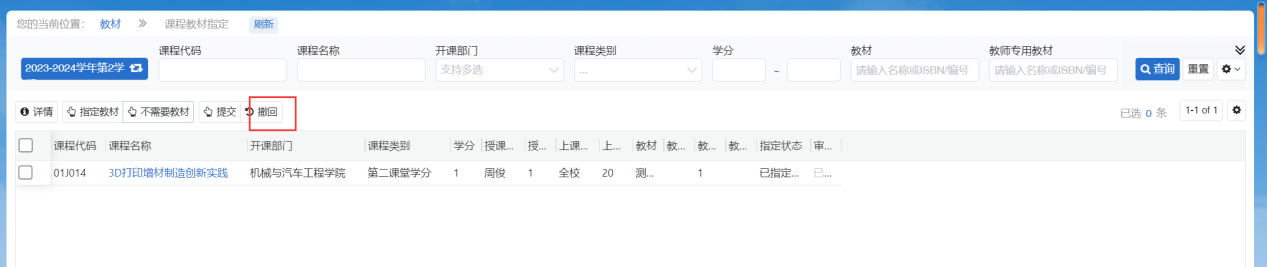 您的当前位置： 教材 》 课程教材指定 刷新
课程代码 课程名称 开课部门 课程类别 学分 教材 教师专用教材
2023-2024学年第2学 支持多选 ... ~ 请输入名称或ISBN/编号 请输入名称或ISBN/编号 查询 重置
详情 指定教材 不需要教材 提交 撤回 已选 0 条 1-1 of 1
课程代码 课程名称 开课部门 课程类别 学分 授课... 授... 上课... 上... 教材 教... 教... 教... 指定状态 审...
01J014 3D打印增材制造创新实践 机械与汽车工程学院 第二课堂学分 1 周俊 1 全校 20 测... 1 已指定... 已...